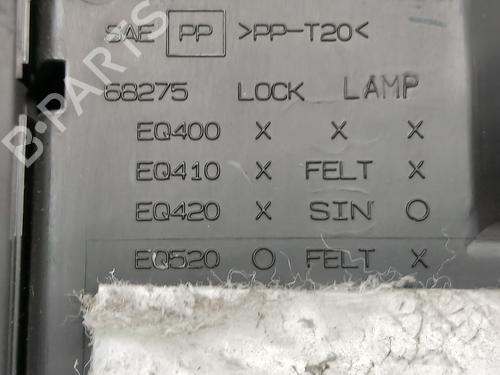 B-PARTS
SAE PP >PP-T20<
68275 LOCK LAMP
EQ400 X X X
EQ410 X FELT X
EQ420 X SIN O
EQ520 O FELT X